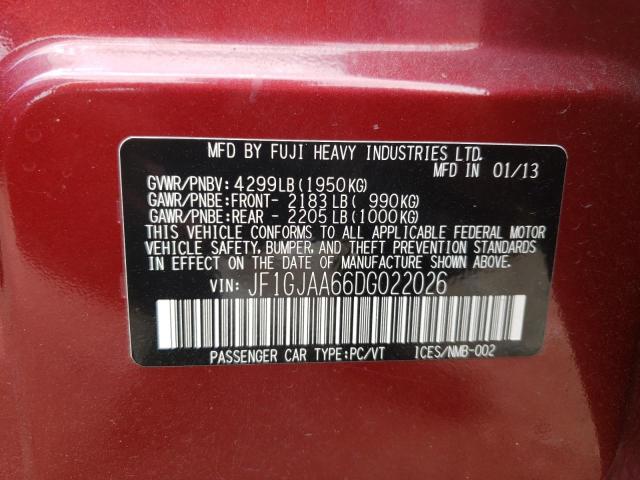 MFD BY FUJI HEAVY INDUSTRIES LTD.
MFD IN 01/13
GVWR/PNBV: 4299LB(1950KG)
GAWR/PNBE:FRONT- 2183 LB( 990KG)
GAWR/PNBE:REAR - 2205 LB(1000KG)
THIS VEHICLE CONFORMS TO ALL APPLICABLE FEDERAL MOTOR
VEHICLE SAFETY, BUMPER, AND THEFT PREVENTION STANDARDS
IN EFFECT ON THE DATE OF MANUFACTURE SHOWN ABOVE.
VIN: JF1GJAA66DG022026
PASSENGER CAR TYPE:PC/VT ICES/NMB-002